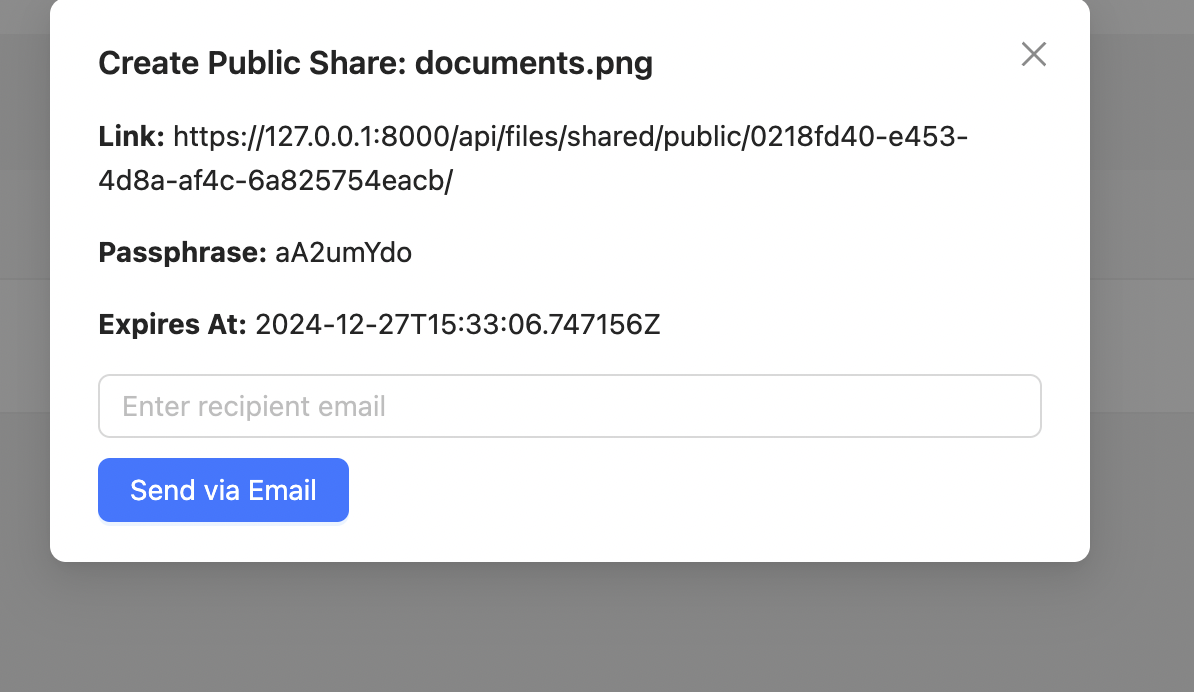 Create Public Share: documents.png
Link: https://127.0.0.1:8000/api/files/shared/public/0218fd40-e453-
4d8a-af4c-6a825754eacb/
Passphrase: aA2umYdo
Expires At: 2024-12-27T15:33:06.747156Z
Enter recipient email
Send via Email